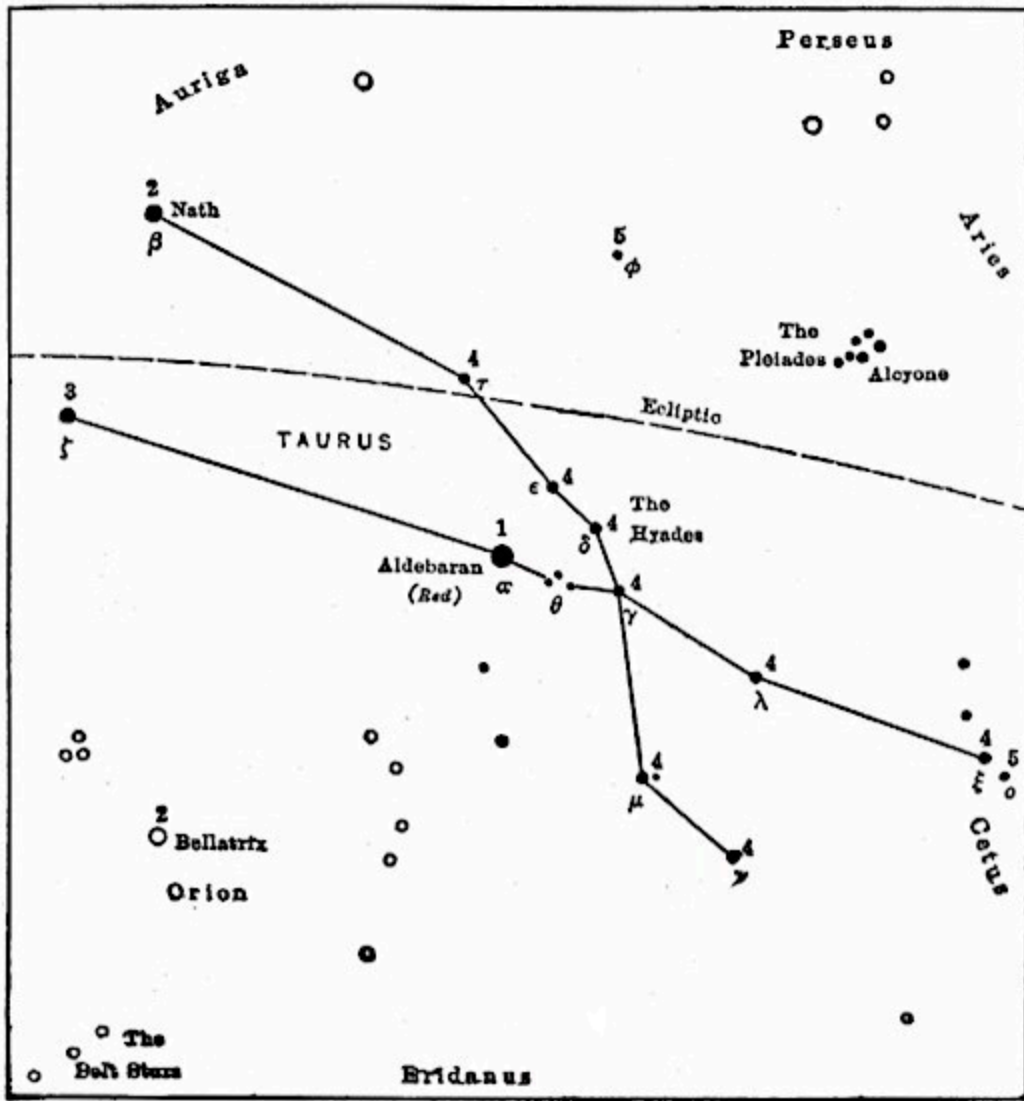 Perseus
Auriga
2
Nath
β
5
φ
Aries
The
Pleiades
Alcyone
4
τ
3
ζ
Ecliptic
TAURUS
4
ϵ
The
Hyades
4
δ
1
Aldebaran
(Red)
α
θ
4
γ
4
λ
4
ξ
5
ο
4
μ
4
ν
2
Bellatrix
Orion
Cetus
The
Belt Stars
Eridanus